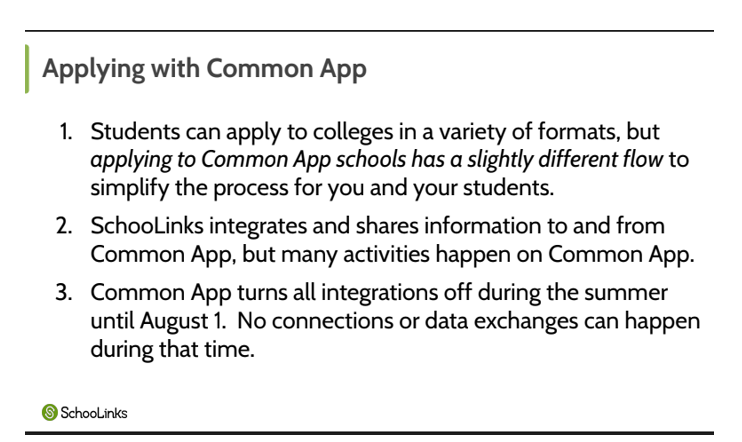 Applying with Common App
1. Students can apply to colleges in a variety of formats, but
applying to Common App schools has a slightly different flow to
simplify the process for you and your students.
2. SchooLinks integrates and shares information to and from
Common App, but many activities happen on Common App.
3. Common App turns all integrations off during the summer
until August 1.  No connections or data exchanges can happen
during that time.
SchooLinks